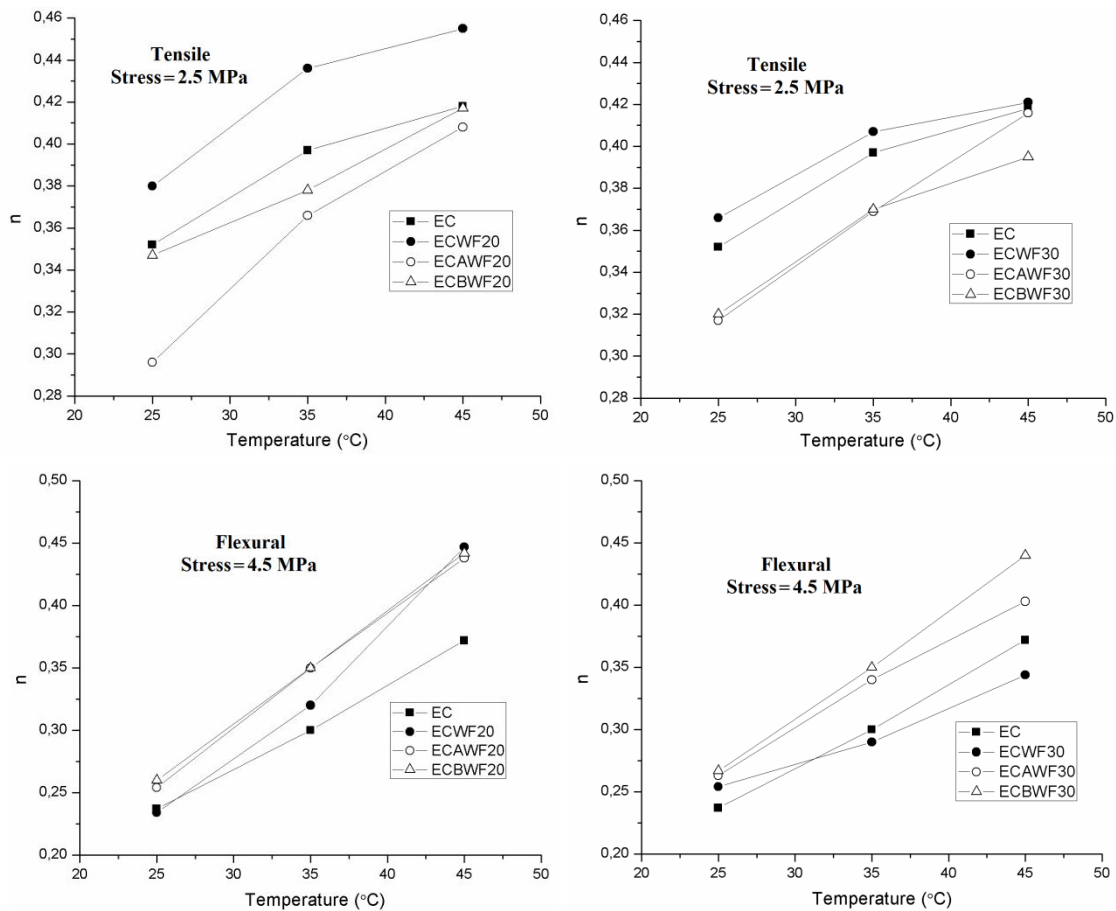 0,46
0,44
0,42
0,40
0,38
0,36
0,34
0,32
0,30
0,28
n
Tensile
Stress=2.5 MPa
EC
ECWF20
ECAWF20
ECBWF20
20 25 30 35 40 45 50
Temperature (°C)
0,46
0,44
0,42
0,40
0,38
0,36
0,34
0,32
0,30
0,28
n
Tensile
Stress=2.5 MPa
EC
ECWF30
ECAWF30
ECBWF30
20 25 30 35 40 45 50
Temperature (°C)
0,50
0,45
0,40
0,35
0,30
0,25
0,20
n
Flexural
Stress=4.5 MPa
EC
ECWF20
ECAWF20
ECBWF20
20 25 30 35 40 45 50
Temperature (°C)
0,50
0,45
0,40
0,35
0,30
0,25
0,20
n
Flexural
Stress=4.5 MPa
EC
ECWF30
ECAWF30
ECBWF30
20 25 30 35 40 45 50
Temperature (°C)